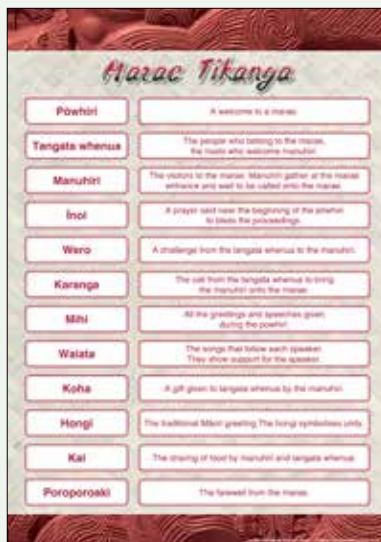 Marae Tikanga
Pōwhiri
A welcome to a marae.
Tangata whenua
The people who belong to the marae,
the hosts who welcome manuhiri.
Manuhiri
The visitors to the marae. Manuhiri gather at the marae
entrance and wait to be called onto the marae.
Īnoi
A prayer said near the beginning of the pōwhiri
to bless the proceedings.
Wero
A challenge from the tangata whenua to the manuhiri.
Karanga
The call from the tangata whenua to bring
the manuhiri onto the marae.
Mihi
All the greetings and speeches given
during the pōwhiri.
Waiata
The songs that follow each speaker.
They show support for the speaker.
Koha
A gift given to tangata whenua by the manuhiri.
Hongi
The traditional Māori greeting. The hongi symbolises unity.
Kai
The sharing of food by manuhiri and tangata whenua.
Poroporoaki
The farewell from the marae.